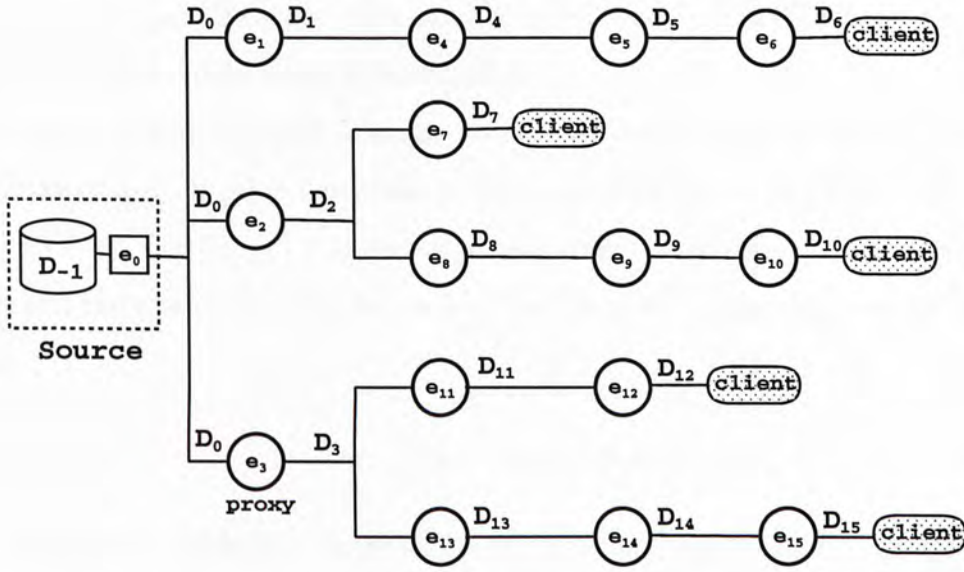 D₀ e₁ D₁ e₄ D₄ e₅ D₅ e₆ D₆ client
e₇ D₇ client
D₀ e₂ D₂
e₈ D₈ e₉ D₉ e₁₀ D₁₀ client
D₋₁ e₀
Source
e₁₁ D₁₁ e₁₂ D₁₂ client
D₀ e₃ D₃
proxy
e₁₃ D₁₃ e₁₄ D₁₄ e₁₅ D₁₅ client